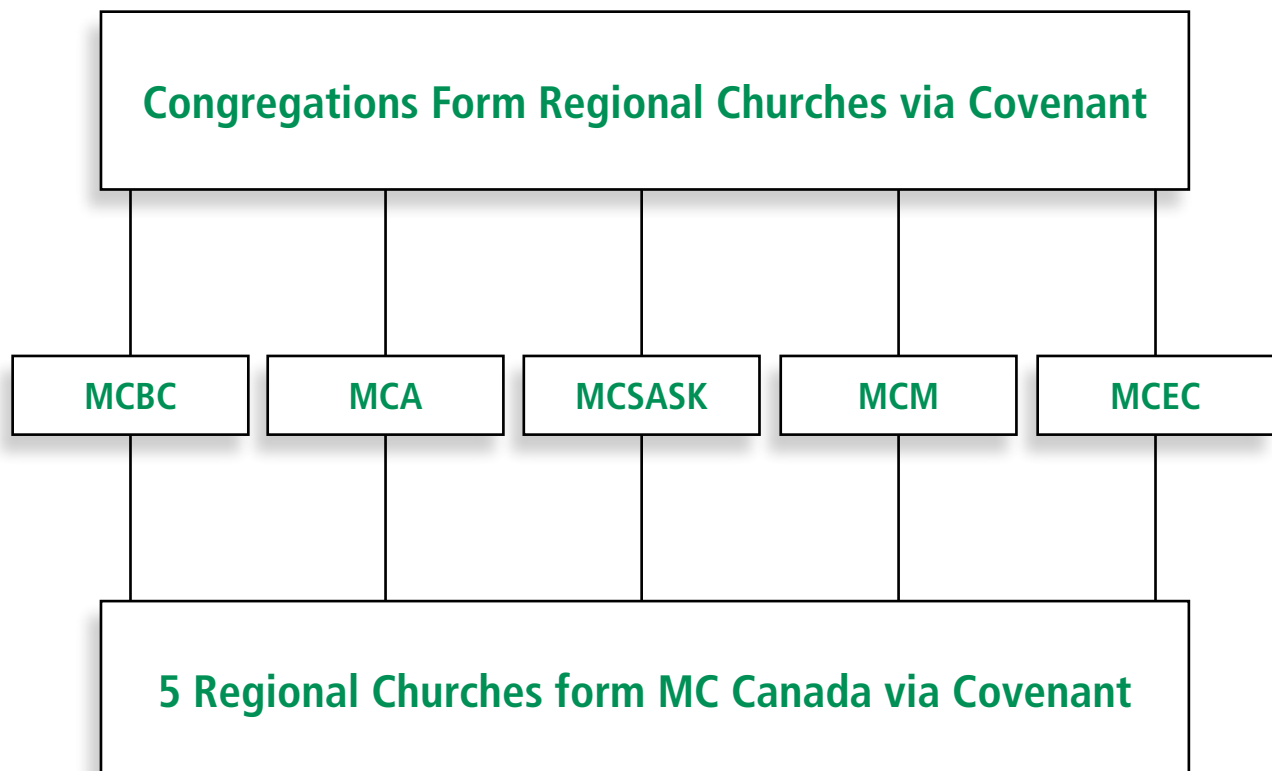 Congregations Form Regional Churches via Covenant
MCBC
MCA
MCSASK
MCM
MCEC
5 Regional Churches form MC Canada via Covenant